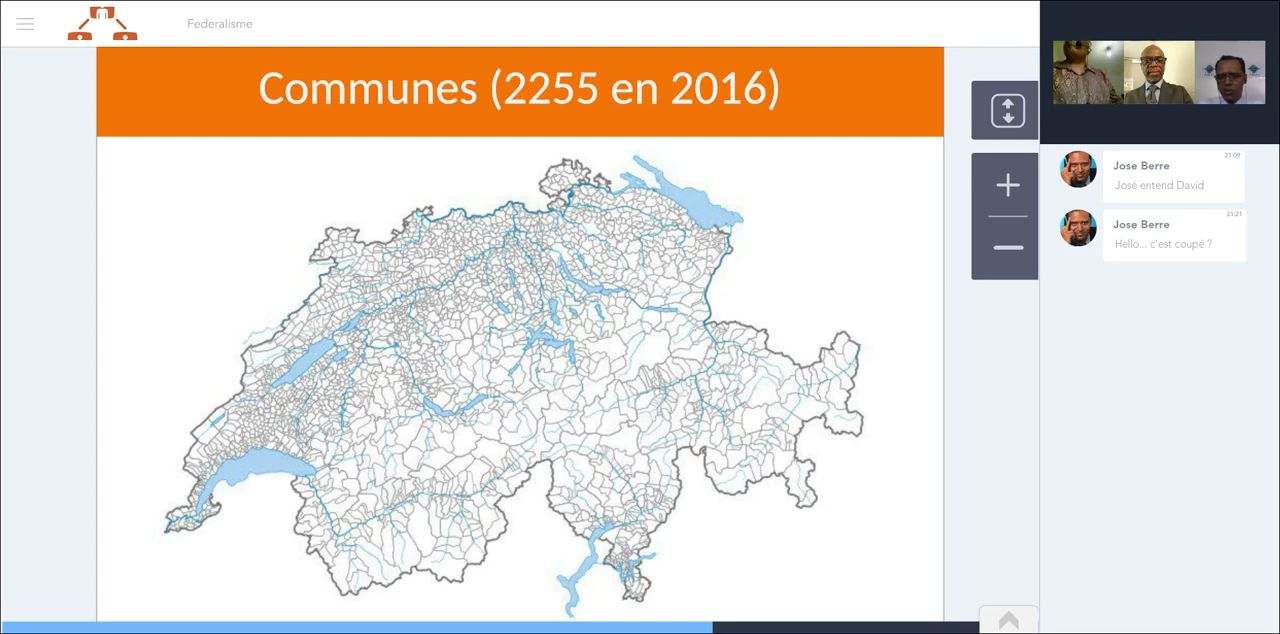 Federalisme
Communes (2255 en 2016)
21:09
Jose Berre
José entend David
21:21
Jose Berre
Hello... c'est coupé ?